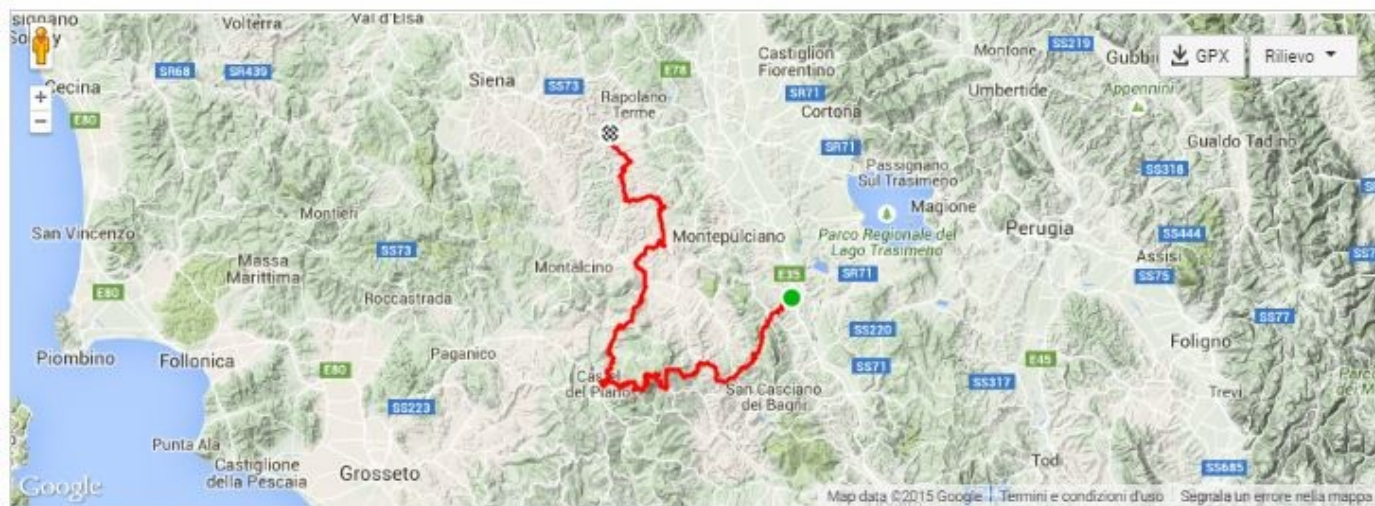 Volterra
Val d'Elsa
SR68
SR439
Siena
SS73
E78
Rapolano
Terme
Castiglion
Fiorentino
SR71
Cortona
Montone
SS219
Umbertide
GPX
Rilievo
Appennini
Gualdo Tadino
SS318
Cecina
E80
+
−
SR71
Passignano
Sul Trasimeno
Magione
Parco Regionale del
Lago Trasimeno
Perugia
SS444
Assisi
SS75
Montieri
San Vincenzo
SS73
Massa
Marittima
Montalcino
Montepulciano
E35
SR71
E80
Roccastrada
SS220
SS77
Piombino
Follonica
E80
Paganico
Castel
del Piano
San Casciano
dei Bagni
SS71
E45
Foligno
SS317
Trevi
SS223
Punta Ala
Castiglione
della Pescaia
Grosseto
Todi
SS685
Google
Map data ©2015 Google
Termini e condizioni d'uso
Segnala un errore nella mappa